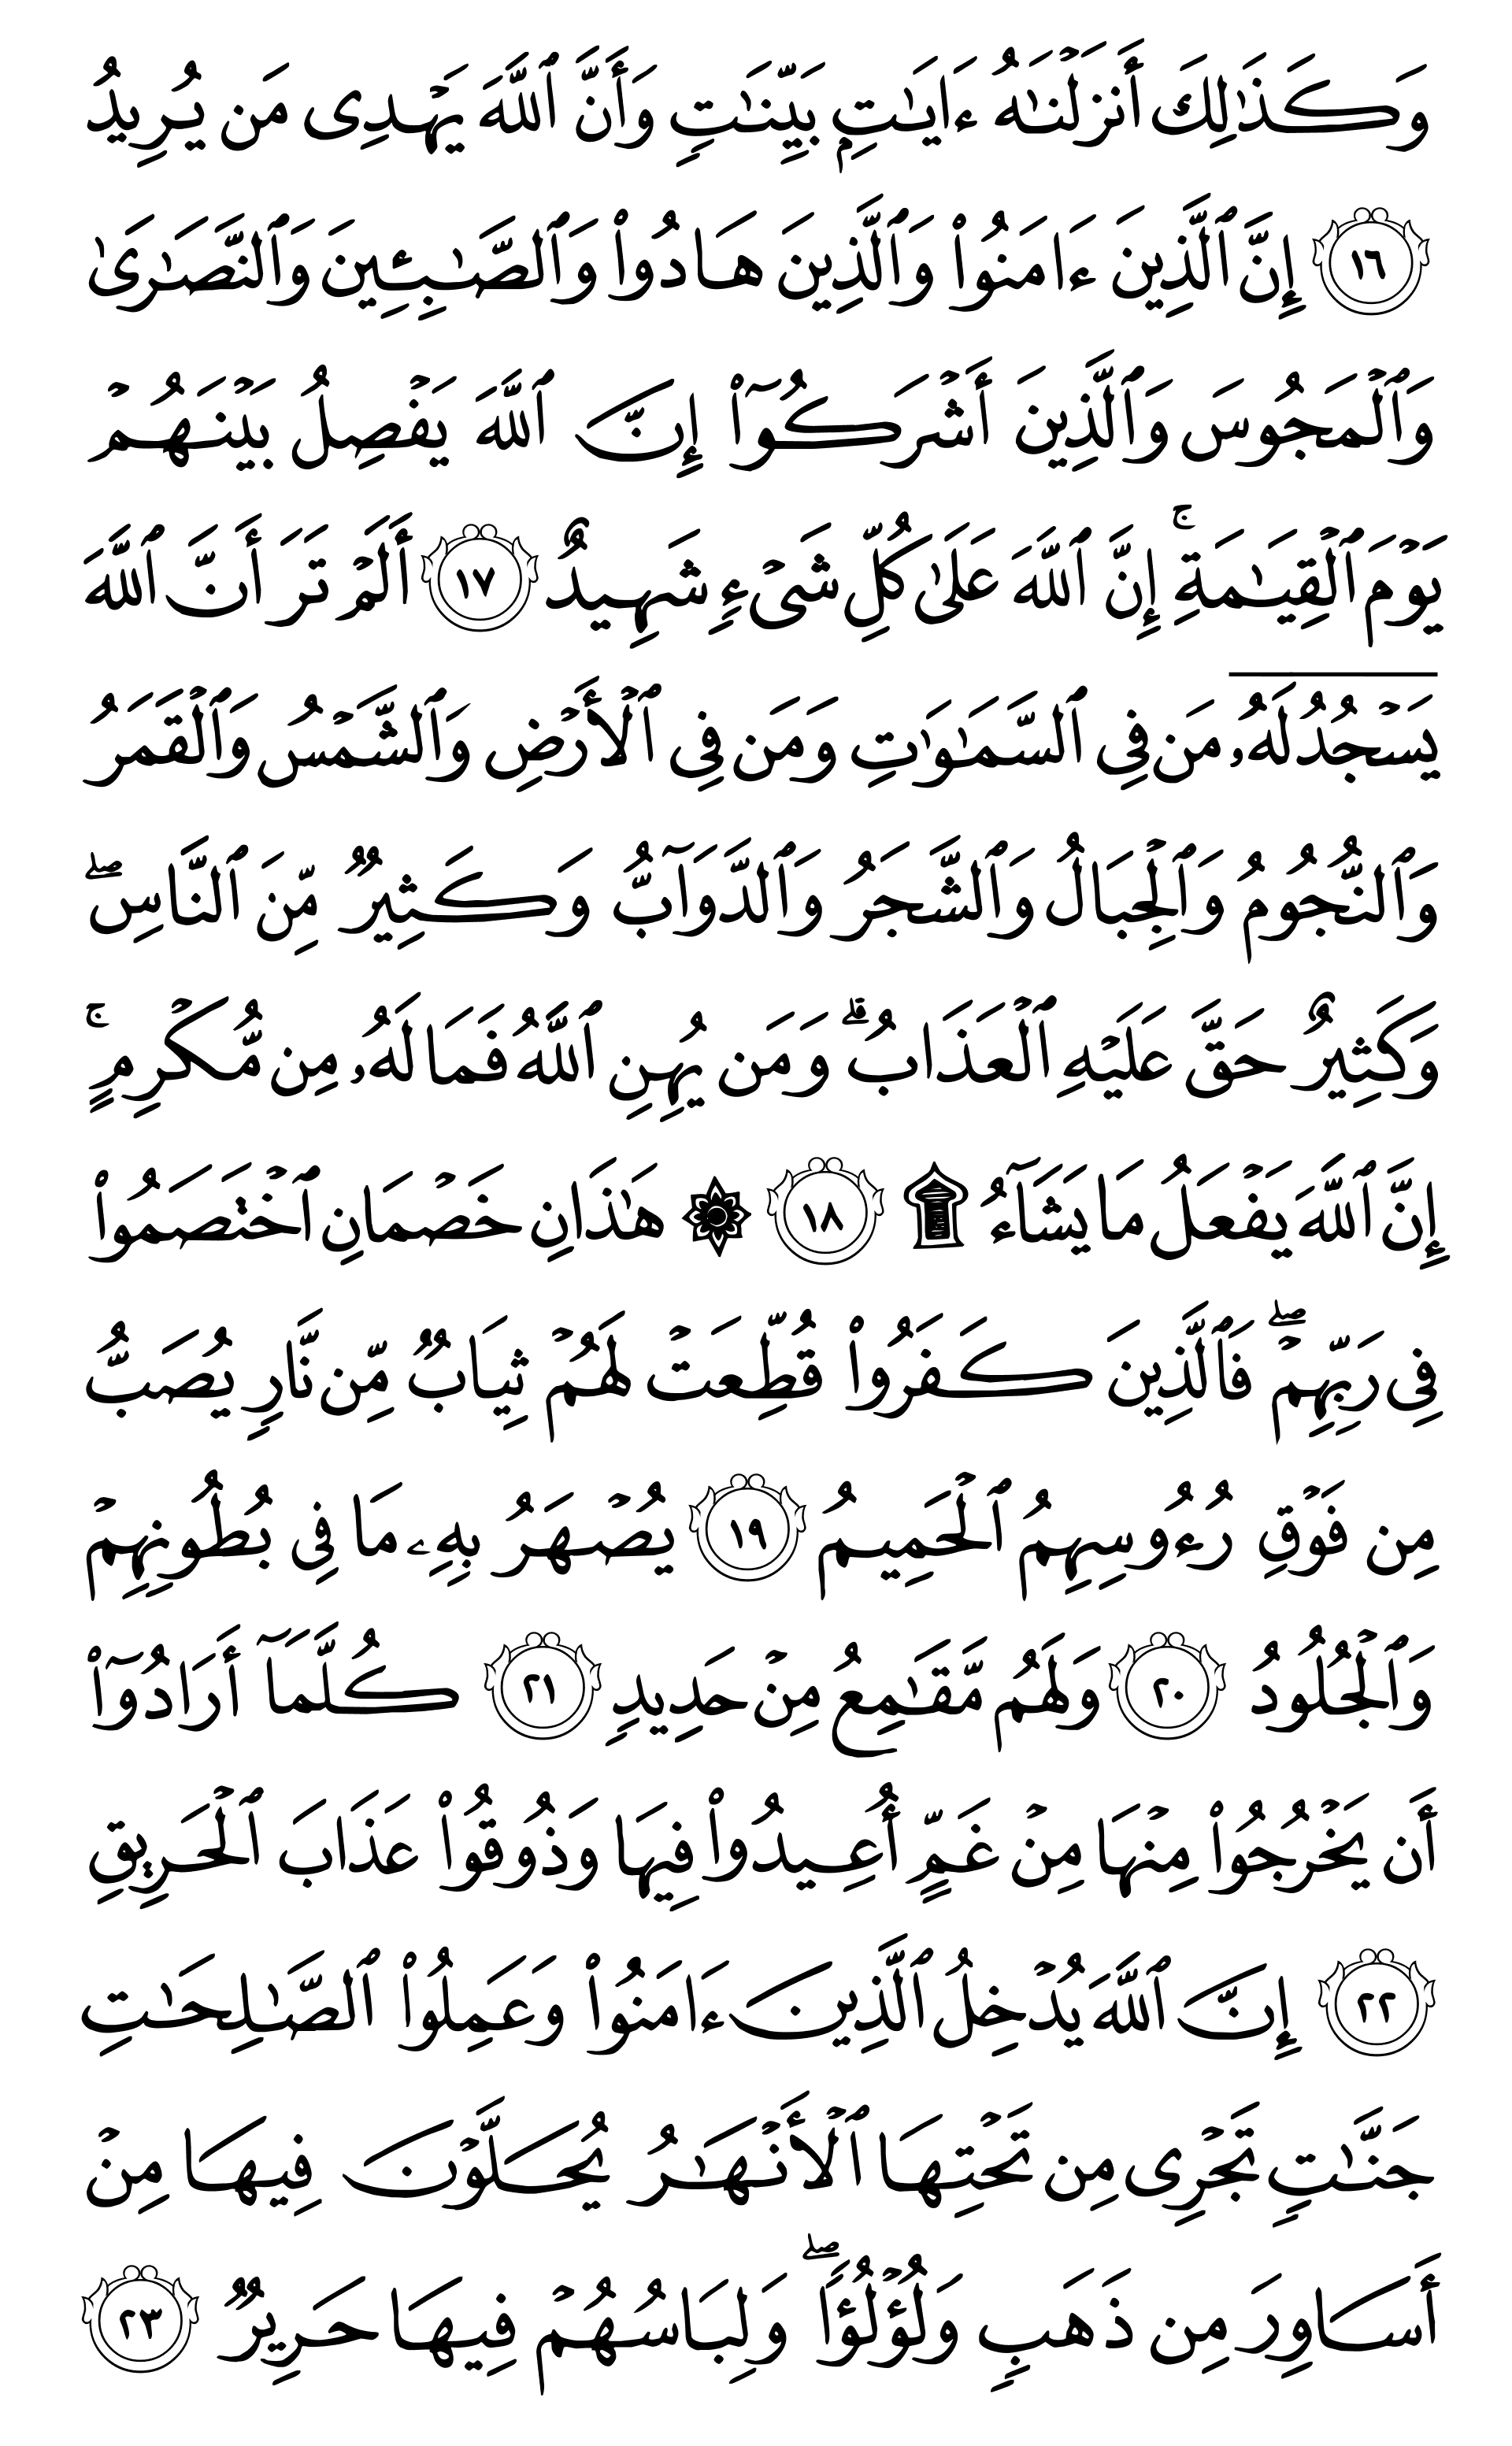 وَكَذَٰلِكَ أَنزَلۡنَٰهُ ءَايَٰتِۭ بَيِّنَٰتٖ وَأَنَّ ٱللَّهَ يَهۡدِي مَن يُرِيدُ
١٦ إِنَّ ٱلَّذِينَ ءَامَنُواْ وَٱلَّذِينَ هَادُواْ وَٱلصَّٰبِـِٔينَ وَٱلنَّصَٰرَىٰ
وَٱلۡمَجُوسَ وَٱلَّذِينَ أَشۡرَكُوٓاْ إِنَّ ٱللَّهَ يَفۡصِلُ بَيۡنَهُمۡ
يَوۡمَ ٱلۡقِيَٰمَةِۚ إِنَّ ٱللَّهَ عَلَىٰ كُلِّ شَيۡءٖ شَهِيدٌ ١٧ أَلَمۡ تَرَ أَنَّ ٱللَّهَ
يَسۡجُدُۤ لَهُۥۤ مَن فِي ٱلسَّمَٰوَٰتِ وَمَن فِي ٱلۡأَرۡضِ وَٱلشَّمۡسُ وَٱلۡقَمَرُ
وَٱلنُّجُومُ وَٱلۡجِبَالُ وَٱلشَّجَرُ وَٱلدَّوَآبُّ وَكَثِيرٞ مِّنَ ٱلنَّاسِۖ
وَكَثِيرٌ حَقَّ عَلَيۡهِ ٱلۡعَذَابُۗ وَمَن يُهِنِ ٱللَّهُ فَمَا لَهُۥ مِن مُّكۡرِمٍۚ
إِنَّ ٱللَّهَ يَفۡعَلُ مَا يَشَآءُ ۩ ١٨ ۞ هَٰذَانِ خَصۡمَانِ ٱخۡتَصَمُواْ
فِي رَبِّهِمۡۖ فَٱلَّذِينَ كَفَرُواْ قُطِّعَتۡ لَهُمۡ ثِيَابٞ مِّن نَّارٖ يُصَبُّ
مِن فَوۡقِ رُءُوسِهِمُ ٱلۡحَمِيمُ ١٩ يُصۡهَرُ بِهِۦ مَا فِي بُطُونِهِمۡ
وَٱلۡجُلُودُ ٢٠ وَلَهُم مَّقَٰمِعُ مِنۡ حَدِيدٖ ٢١ كُلَّمَآ أَرَادُوٓاْ
أَن يَخۡرُجُواْ مِنۡهَا مِنۡ غَمٍّ أُعِيدُواْ فِيهَا وَذُوقُواْ عَذَابَ ٱلۡحَرِيقِ
٢٢ إِنَّ ٱللَّهَ يُدۡخِلُ ٱلَّذِينَ ءَامَنُواْ وَعَمِلُواْ ٱلصَّٰلِحَٰتِ
جَنَّٰتٖ تَجۡرِي مِن تَحۡتِهَا ٱلۡأَنۡهَٰرُ يُحَلَّوۡنَ فِيهَا مِنۡ
أَسَاوِرَ مِن ذَهَبٖ وَلُؤۡلُؤٗاۖ وَلِبَاسُهُمۡ فِيهَا حَرِيرٞ ٢٣